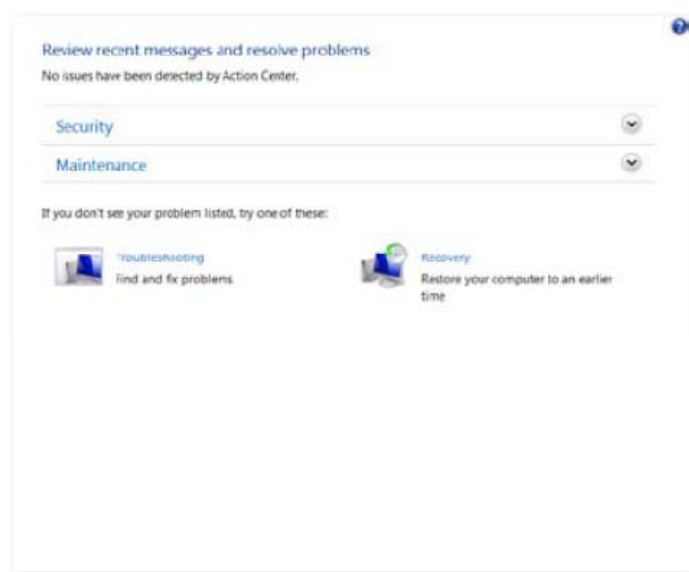 Review recent messages and resolve problems
No issues have been detected by Action Center.
Security
Maintenance
If you don't see your problem listed, try one of these:
Troubleshooting
Find and fix problems
Recovery
Restore your computer to an earlier
time